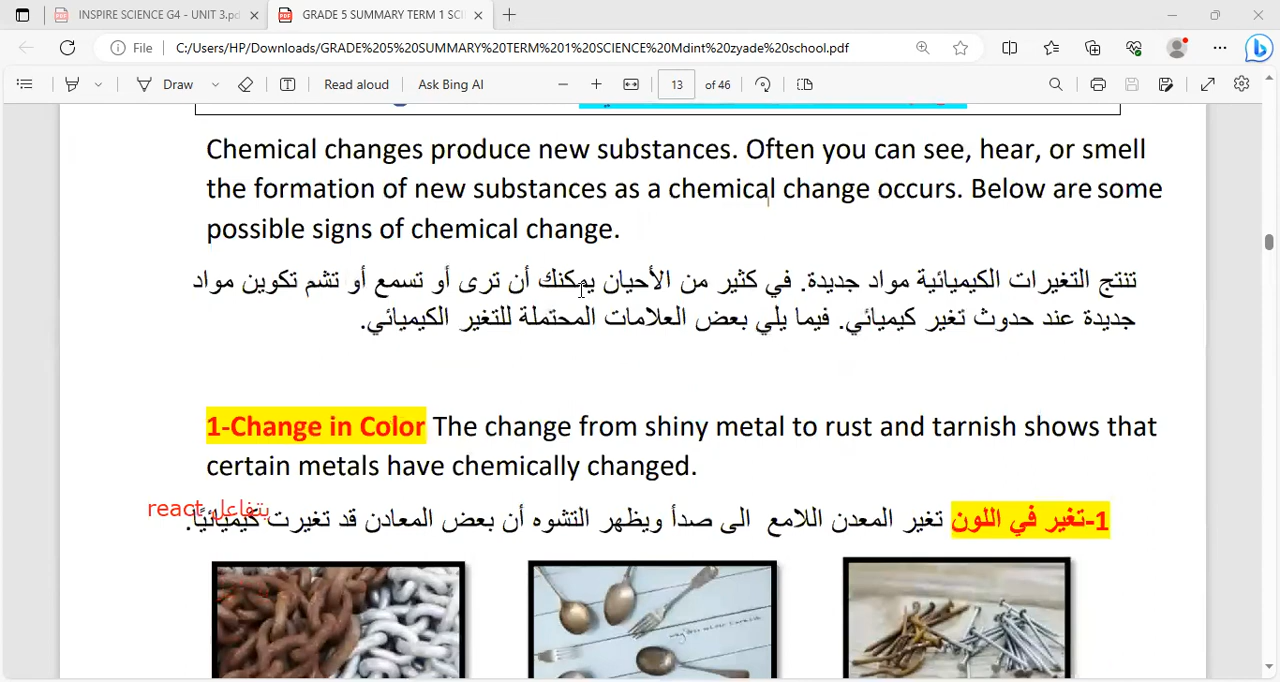 INSPIRE SCIENCE G4 - UNIT 3.pd
GRADE 5 SUMMARY TERM 1 SCI
File
C:/Users/HP/Downloads/GRADE%205%20SUMMARY%20TERM%201%20SCIENCE%20Mdint%20zyade%20school.pdf
Draw
Read aloud
Ask Bing AI
13 of 46
Chemical changes produce new substances. Often you can see, hear, or smell
the formation of new substances as a chemical change occurs. Below are some
possible signs of chemical change.
تنتج التغيرات الكيميائية مواد جديدة. في كثير من الأحيان يمكنك أن ترى أو تسمع أو تشم تكوين مواد
جديدة عند حدوث تغير كيميائي. فيما يلي بعض العلامات المحتملة للتغير الكيميائي.
1-Change in Color The change from shiny metal to rust and tarnish shows that
certain metals have chemically changed.
react يتفاعل
1-تغير في اللون تغير المعدن اللامع الى صدأ ويظهر التشوه أن بعض المعادن قد تغيرت كيميائيًا.